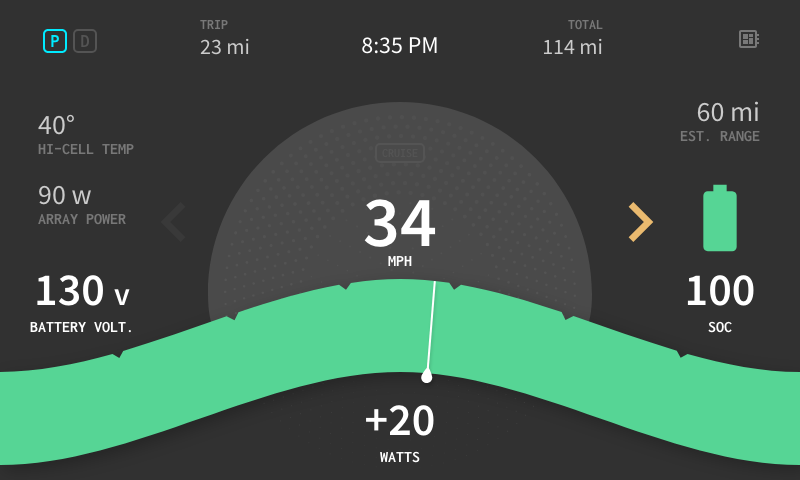 P D
TRIP
23 mi
8:35 PM
TOTAL
114 mi
40°
HI-CELL TEMP
90 w
ARRAY POWER
130 v
BATTERY VOLT.
CRUISE
34
MPH
+20
WATTS
60 mi
EST. RANGE
100
SOC